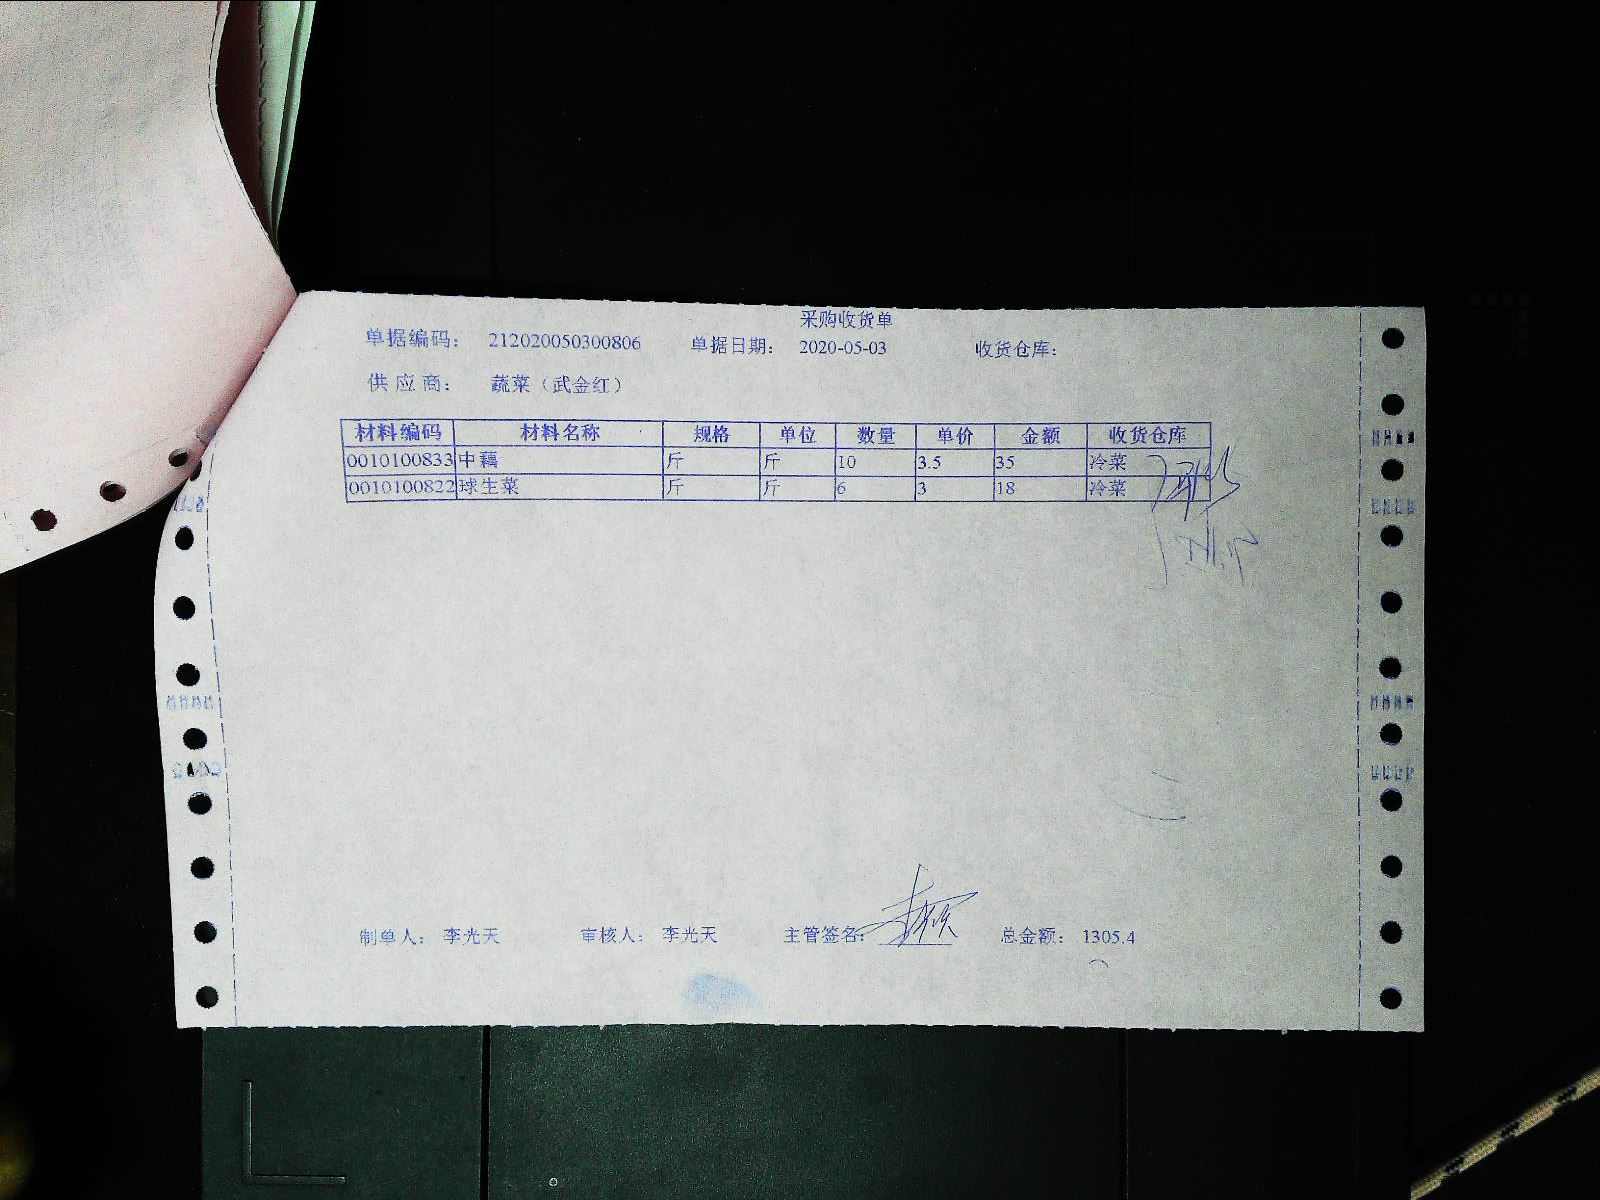 采购收货单
单据编码： 212020050300806 单据日期： 2020-05-03 收货仓库：
供 应 商： 蔬菜（武金红）
材料编码 材料名称 规格 单位 数量 单价 金额 收货仓库
0010100833 中藕 斤 斤 10 3.5 35 冷菜
0010100822 球生菜 斤 斤 6 3 18 冷菜
制单人： 李光天 审核人： 李光天 主管签名： 总金额： 1305.4